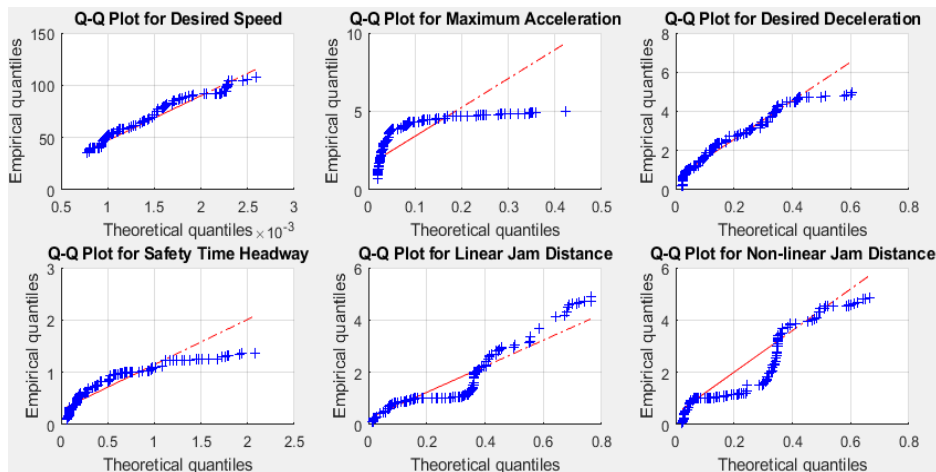 Q-Q Plot for Desired Speed
150
100
50
0
Empirical quantiles
0.5 1 1.5 2 2.5 3
Theoretical quantiles ×10-3
Q-Q Plot for Maximum Acceleration
10
5
0
Empirical quantiles
0 0.1 0.2 0.3 0.4 0.5
Theoretical quantiles
Q-Q Plot for Desired Deceleration
8
6
4
2
0
Empirical quantiles
0 0.2 0.4 0.6 0.8
Theoretical quantiles
Q-Q Plot for Safety Time Headway
3
2
1
0
Empirical quantiles
0 0.5 1 1.5 2 2.5
Theoretical quantiles
Q-Q Plot for Linear Jam Distance
6
4
2
0
Empirical quantiles
0 0.2 0.4 0.6 0.8
Theoretical quantiles
Q-Q Plot for Non-linear Jam Distance
6
4
2
0
Empirical quantiles
0 0.2 0.4 0.6 0.8
Theoretical quantiles